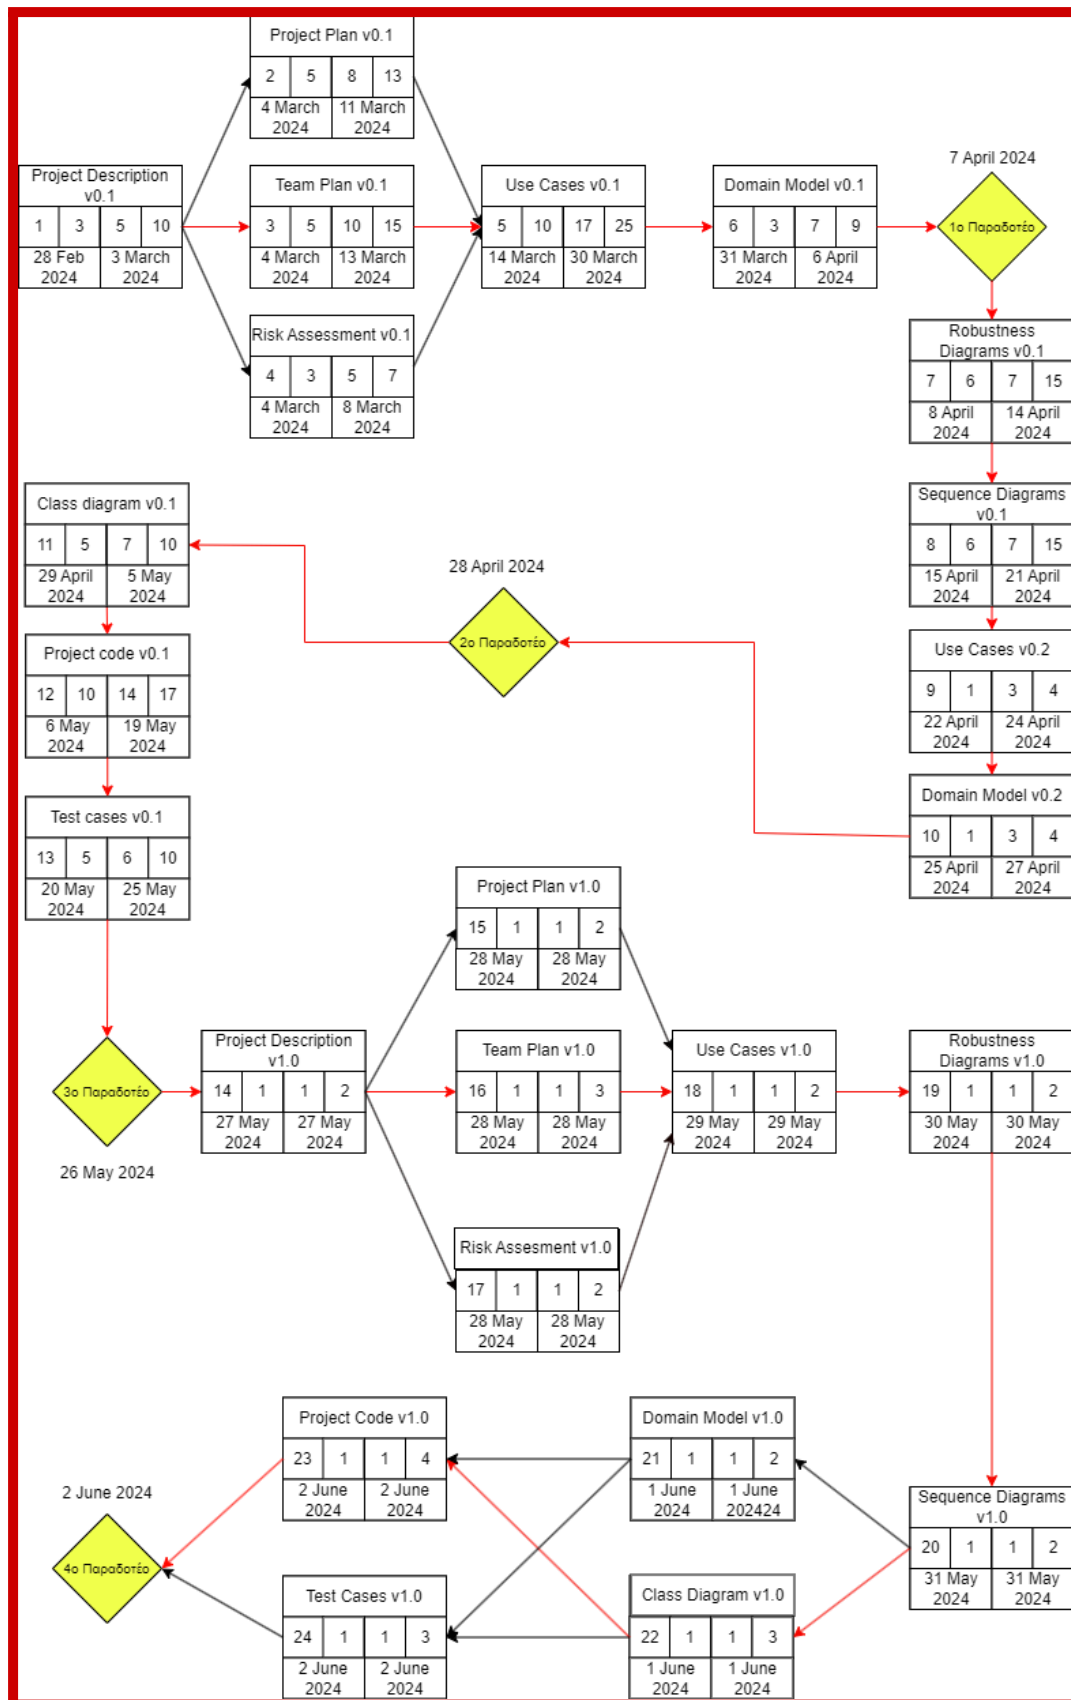 Project Plan v0.1
2 5 8 13
4 March 2024 11 March 2024
7 April 2024
Project Description v0.1
1 3 5 10
28 Feb 2024 3 March 2024
Team Plan v0.1
3 5 10 15
4 March 2024 13 March 2024
Use Cases v0.1
5 10 17 25
14 March 2024 30 March 2024
Domain Model v0.1
6 3 7 9
31 March 2024 6 April 2024
1ο Παραδοτέο
Risk Assessment v0.1
4 3 5 7
4 March 2024 8 March 2024
Robustness Diagrams v0.1
7 6 7 15
8 April 2024 14 April 2024
Sequence Diagrams v0.1
8 6 7 15
15 April 2024 21 April 2024
Use Cases v0.2
9 1 3 4
22 April 2024 24 April 2024
Domain Model v0.2
10 1 3 4
25 April 2024 27 April 2024
28 April 2024
2ο Παραδοτέο
Class diagram v0.1
11 5 7 10
29 April 2024 5 May 2024
Project code v0.1
12 10 14 17
6 May 2024 19 May 2024
Test cases v0.1
13 5 6 10
20 May 2024 25 May 2024
3ο Παραδοτέο
26 May 2024
Project Description v1.0
14 1 1 2
27 May 2024 27 May 2024
Project Plan v1.0
15 1 1 2
28 May 2024 28 May 2024
Team Plan v1.0
16 1 1 3
28 May 2024 28 May 2024
Risk Assesment v1.0
17 1 1 2
28 May 2024 28 May 2024
Use Cases v1.0
18 1 1 2
29 May 2024 29 May 2024
Robustness Diagrams v1.0
19 1 1 2
30 May 2024 30 May 2024
Sequence Diagrams v1.0
20 1 1 2
31 May 2024 31 May 2024
Domain Model v1.0
21 1 1 2
1 June 2024 1 June 202424
Class Diagram v1.0
22 1 1 3
1 June 2024 1 June 2024
Project Code v1.0
23 1 1 4
2 June 2024 2 June 2024
Test Cases v1.0
24 1 1 3
2 June 2024 2 June 2024
2 June 2024
4ο Παραδοτέο